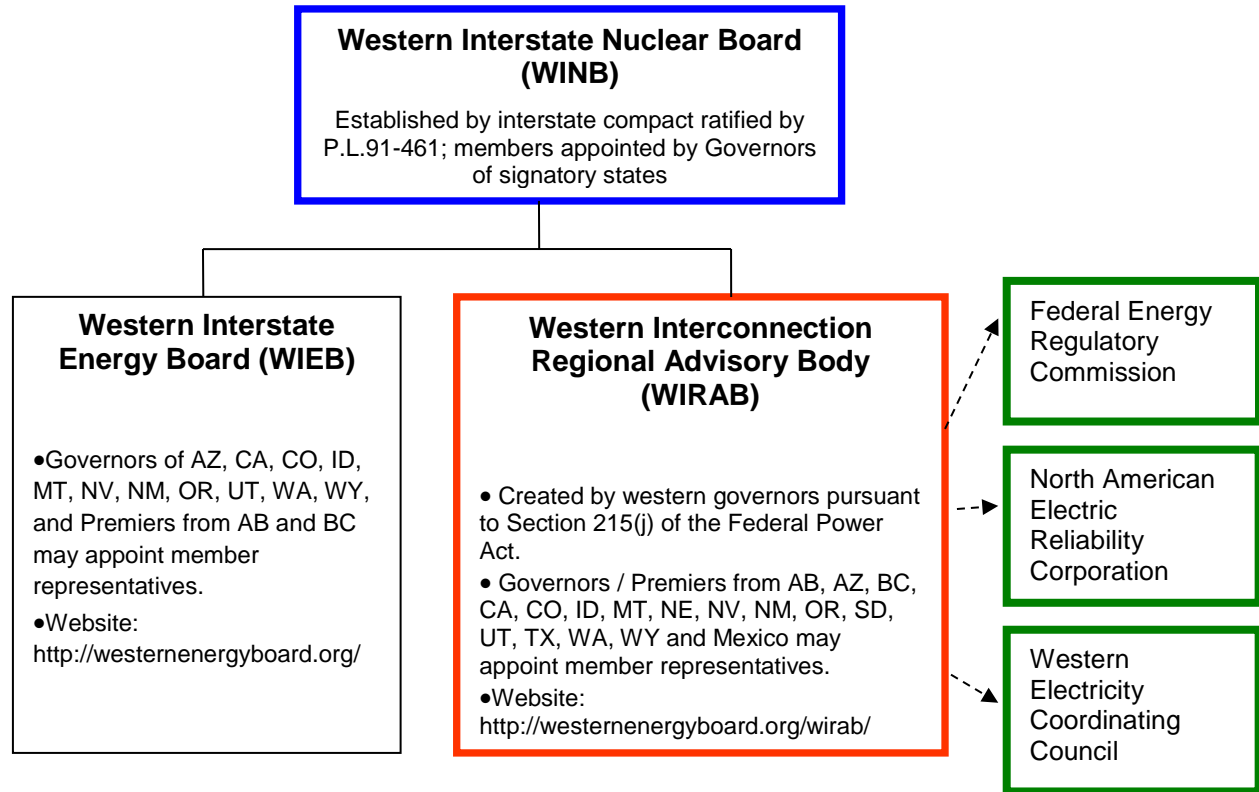 Western Interstate Nuclear Board
(WINB)
Established by interstate compact ratified by
P.L.91-461; members appointed by Governors
of signatory states
Western Interstate
Energy Board (WIEB)
•Governors of AZ, CA, CO, ID,
MT, NV, NM, OR, UT, WA, WY,
and Premiers from AB and BC
may appoint member
representatives.
•Website:
http://westernenergyboard.org/
Western Interconnection
Regional Advisory Body
(WIRAB)
• Created by western governors pursuant
to Section 215(j) of the Federal Power
Act.
• Governors / Premiers from AB, AZ, BC,
CA, CO, ID, MT, NE, NV, NM, OR, SD,
UT, TX, WA, WY and Mexico may
appoint member representatives.
•Website:
http://westernenergyboard.org/wirab/
Federal Energy
Regulatory
Commission
North American
Electric
Reliability
Corporation
Western
Electricity
Coordinating
Council